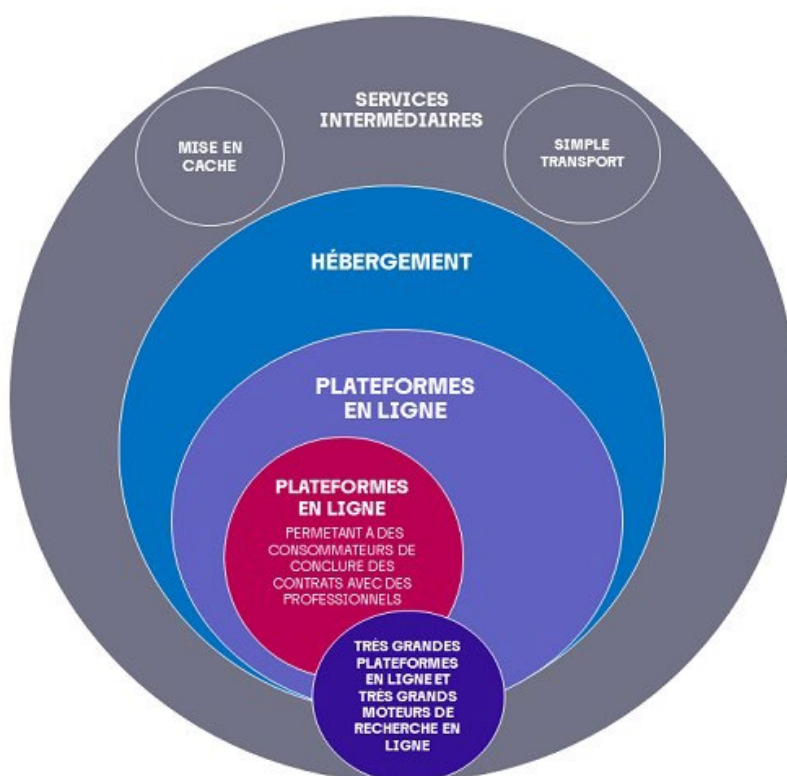 SERVICES
INTERMÉDIAIRES
MISE EN
CACHE
SIMPLE
TRANSPORT
HÉBERGEMENT
PLATEFORMES
EN LIGNE
PLATEFORMES
EN LIGNE
PERMETANT À DES
CONSOMMATEURS DE
CONCLURE DES
CONTRATS AVEC DES
PROFESSIONNELS
TRÈS GRANDES
PLATEFORMES
EN LIGNE ET
TRÈS GRANDS
MOTEURS DE
RECHERCHE EN
LIGNE